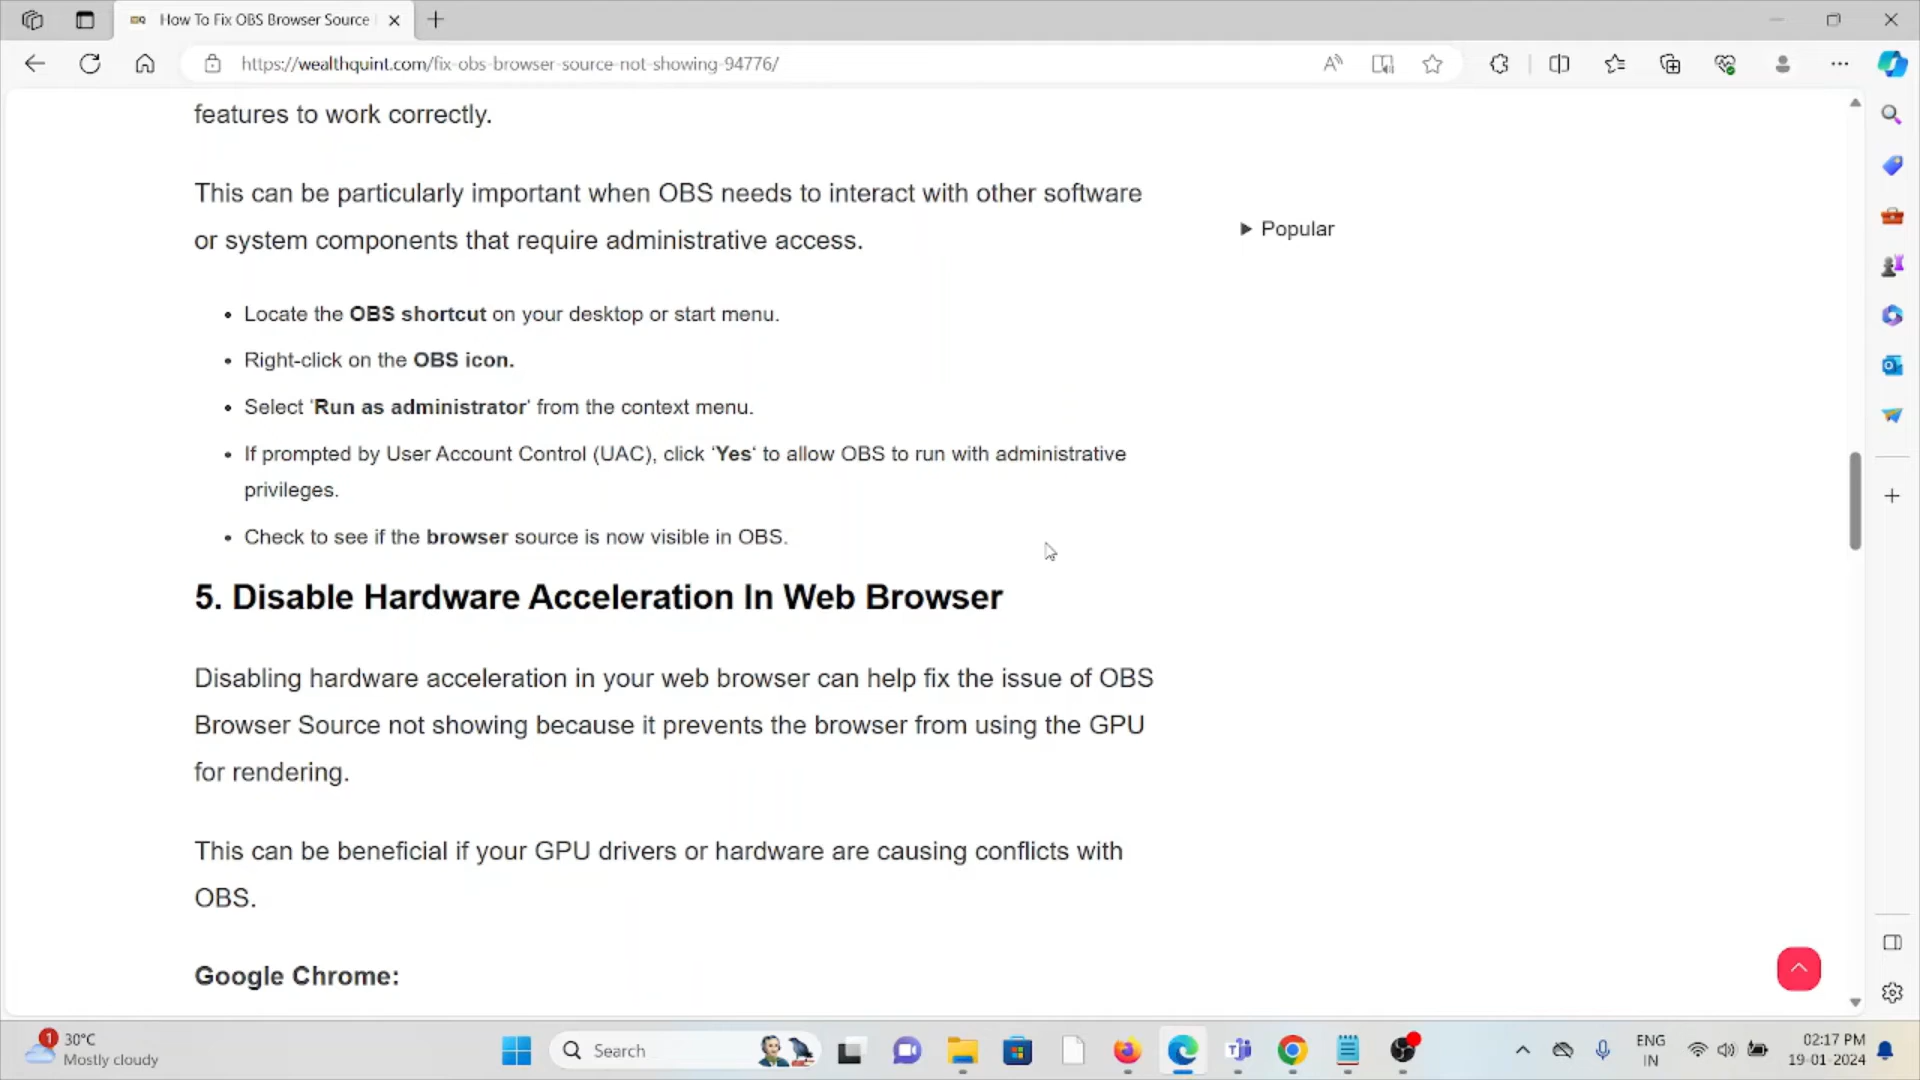 How To Fix OBS Browser Source
https://wealthquint.com/fix-obs-browser-source-not-showing-94776/
features to work correctly.
This can be particularly important when OBS needs to interact with other software
or system components that require administrative access.
▶ Popular
• Locate the OBS shortcut on your desktop or start menu.
• Right-click on the OBS icon.
• Select 'Run as administrator' from the context menu.
• If prompted by User Account Control (UAC), click 'Yes' to allow OBS to run with administrative
privileges.
• Check to see if the browser source is now visible in OBS.
5. Disable Hardware Acceleration In Web Browser
Disabling hardware acceleration in your web browser can help fix the issue of OBS
Browser Source not showing because it prevents the browser from using the GPU
for rendering.
This can be beneficial if your GPU drivers or hardware are causing conflicts with
OBS.
Google Chrome:
1
30°C
Mostly cloudy
Search
ENG
IN
02:17 PM
19-01-2024